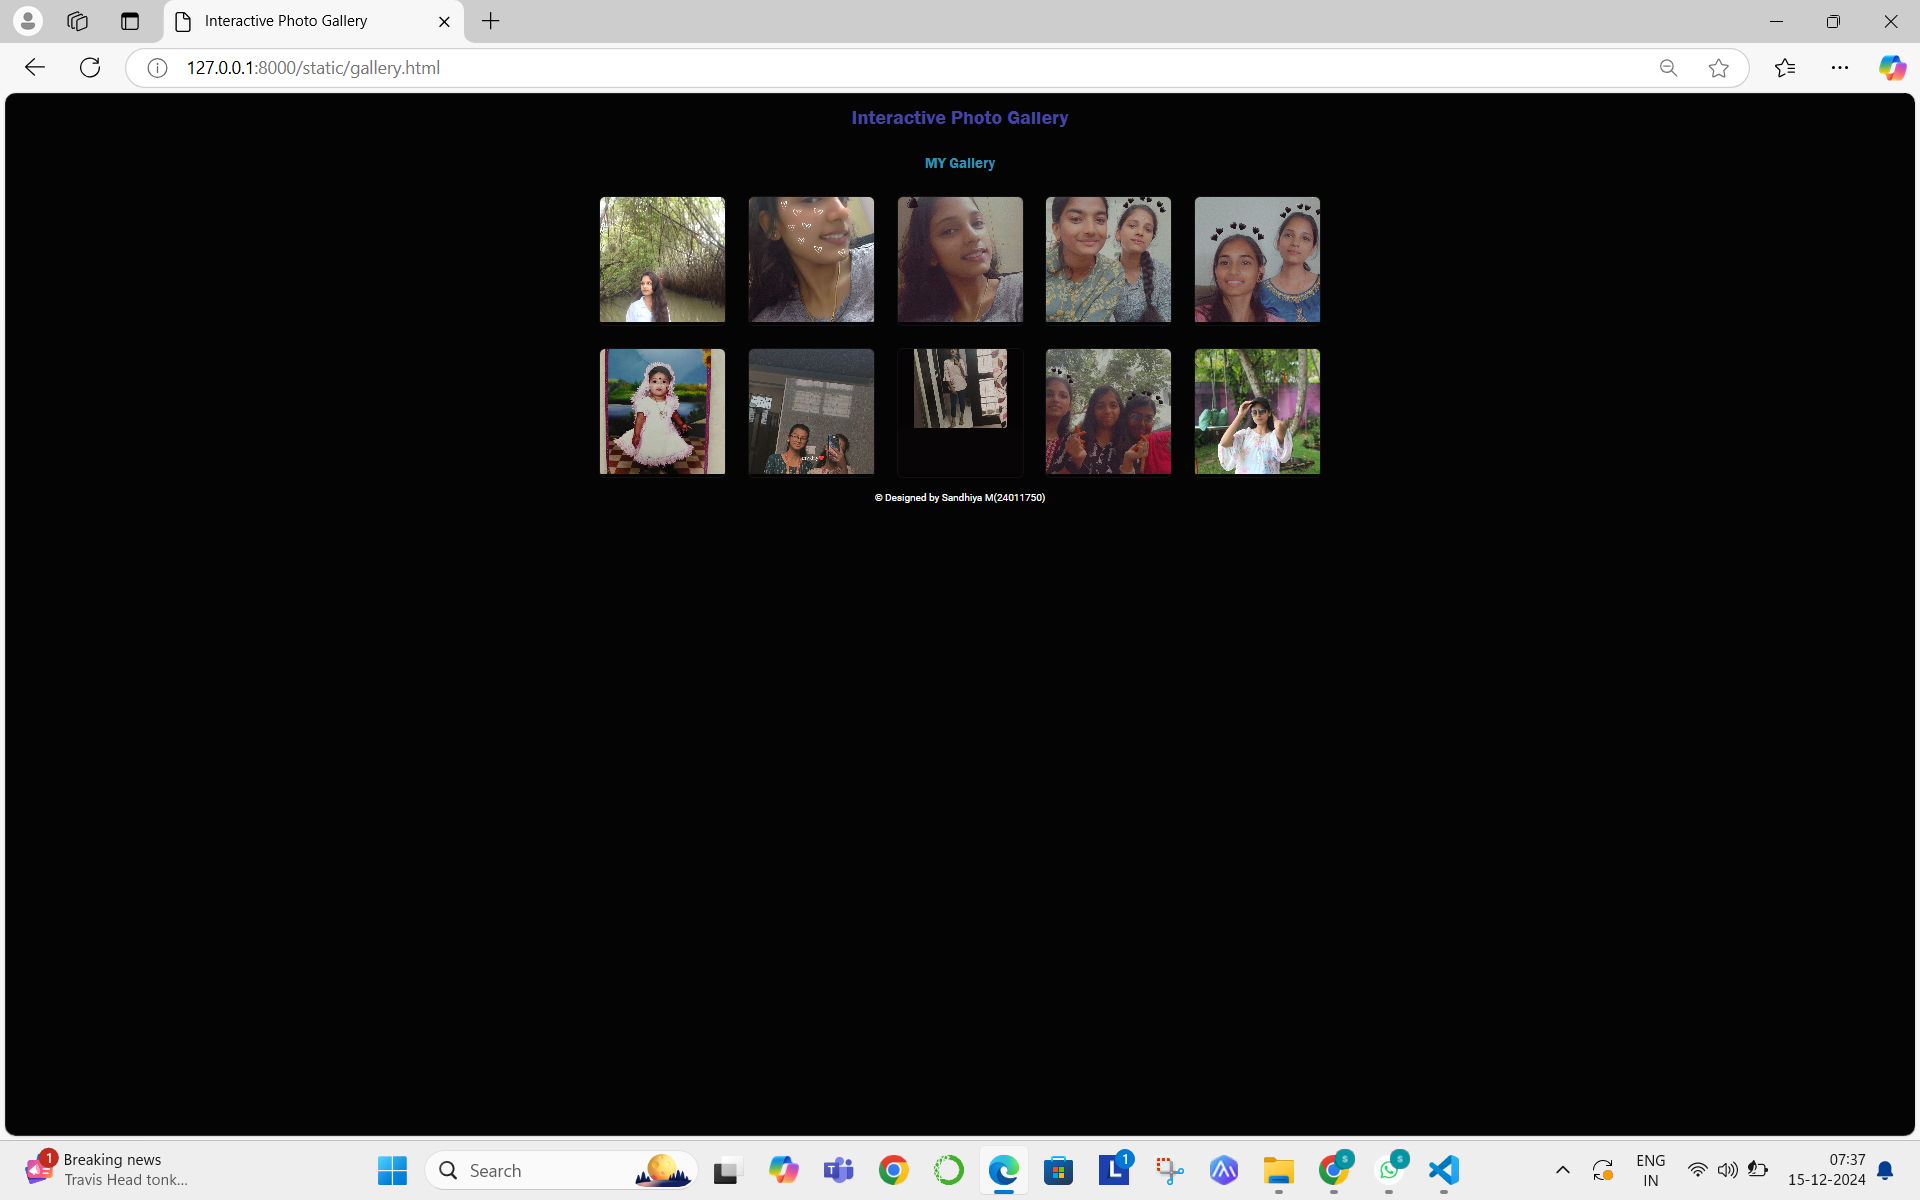 Interactive Photo Gallery
127.0.0.1:8000/static/gallery.html
Interactive Photo Gallery
MY Gallery
© Designed by Sandhiya M(24011750)
1
Breaking news
Travis Head tonk...
Search
1
S
S
ENG
IN
07:37
15-12-2024